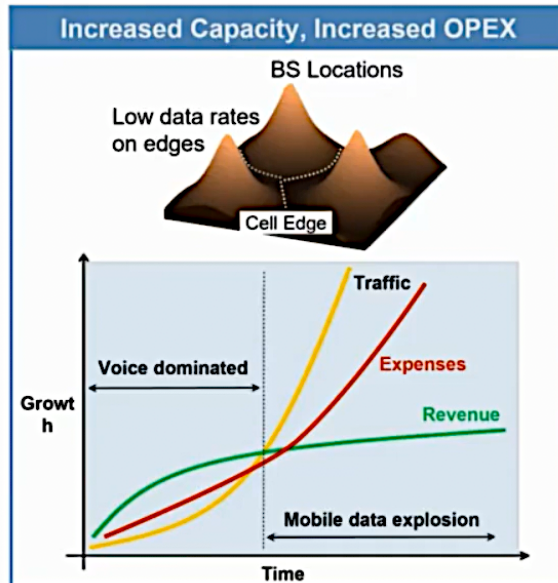 Increased Capacity, Increased OPEX
BS Locations
Low data rates
on edges
Cell Edge
Traffic
Voice dominated
Expenses
Growt
h
Revenue
Mobile data explosion
Time